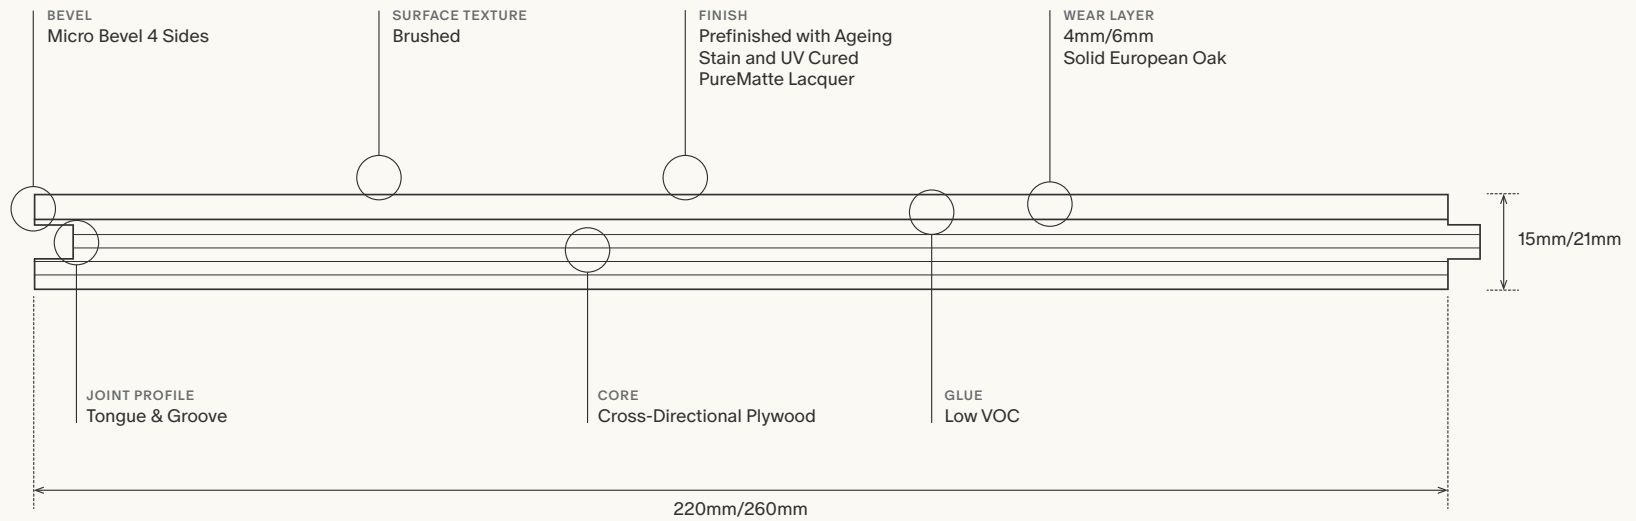 BEVEL
Micro Bevel 4 Sides
SURFACE TEXTURE
Brushed
FINISH
Prefinished with Ageing
Stain and UV Cured
PureMatte Lacquer
WEAR LAYER
4mm/6mm
Solid European Oak
15mm/21mm
JOINT PROFILE
Tongue & Groove
CORE
Cross-Directional Plywood
GLUE
Low VOC
220mm/260mm